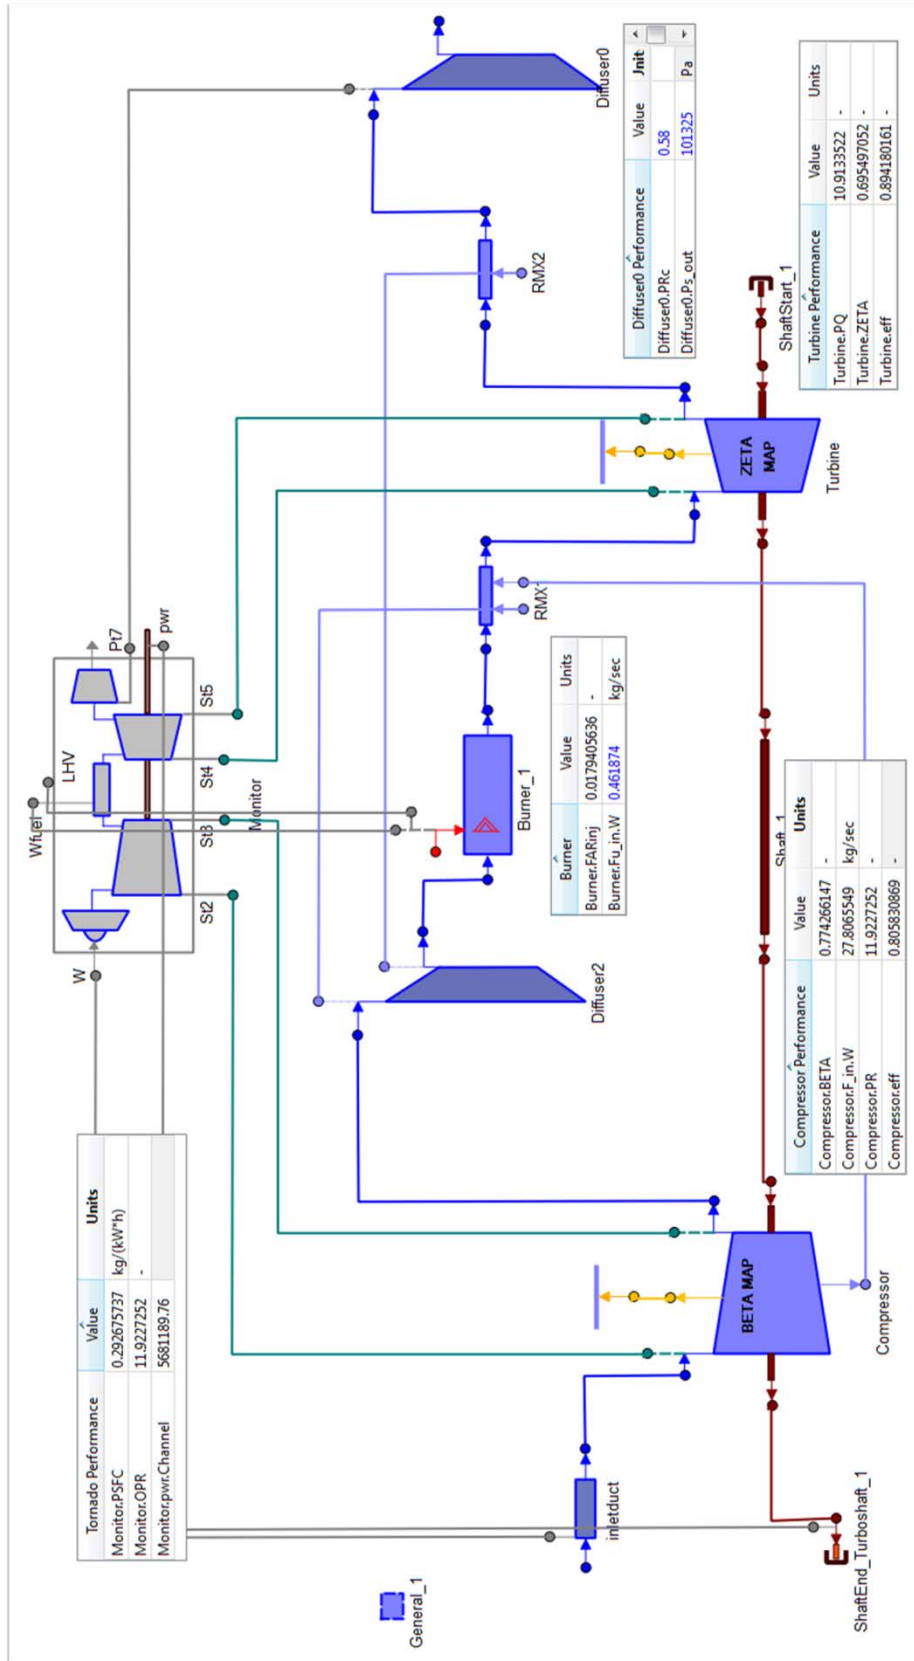 Tornado Performance Value Units
Monitor.PSFC 0.292675737 kg/(kW*h)
Monitor.OPR 11.9227252 -
Monitor.pwr.Channel 5681189.76
W
Wfuel
LHV
Pt7
pwr
St2
St3
St4
St5
Monitor
General_1
inletduct
ShaftEnd_Turboshaft_1
BETA MAP
Compressor
Diffuser2
Burner_1
Burner Value Units
Burner.FARinj 0.0179405636 -
Burner.Fu_in.W 0.461874 kg/sec
Compressor Performance Value Units
Compressor.BETA 0.774266147 -
Compressor.F_in.W 27.8065549 kg/sec
Compressor.PR 11.9227252 -
Compressor.eff 0.805830869 -
Shaft_1
RMX
ZETA
MAP
Turbine
RMX2
ShaftStart_1
Diffuser0
Diffuser0 Performance Value Unit
Diffuser0.PRc 0.58
Diffuser0.Ps_out 101325 Pa
Turbine Performance Value Units
Turbine.PQ 10.9133522 -
Turbine.ZETA 0.695497052 -
Turbine.eff 0.894180161 -